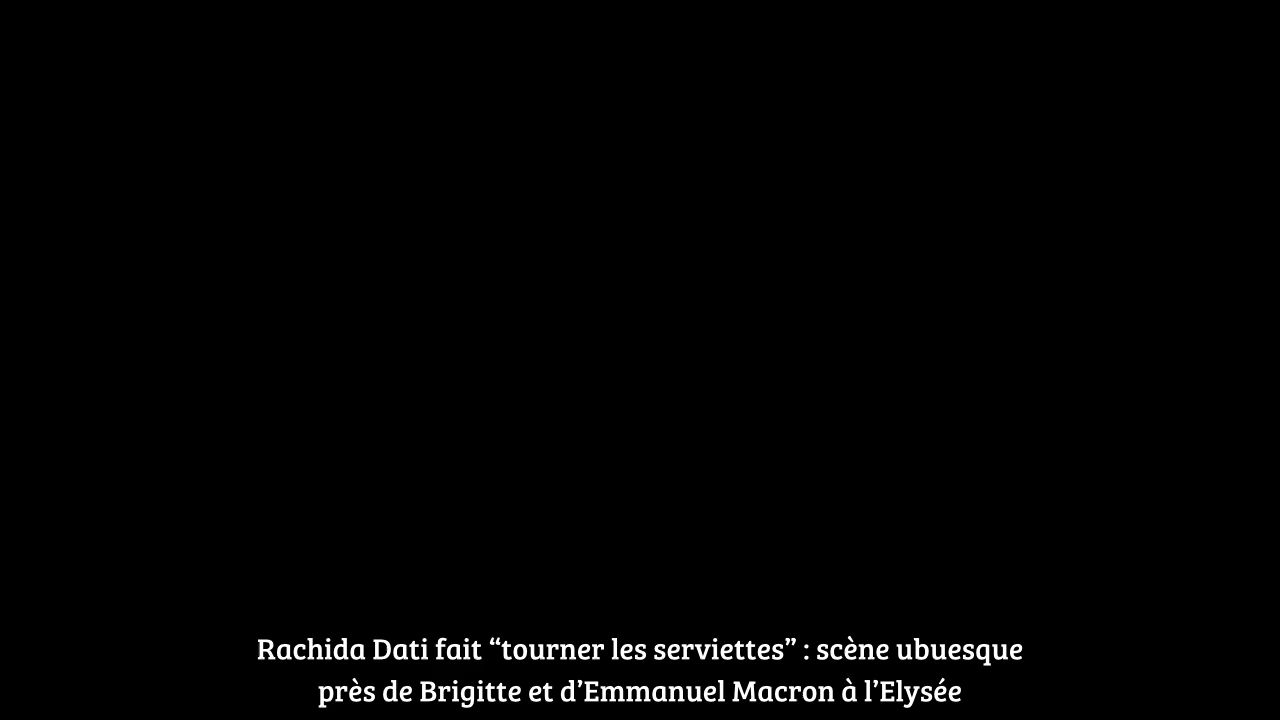 Rachida Dati fait “tourner les serviettes” : scène ubuesque
près de Brigitte et d’Emmanuel Macron à l’Elysée